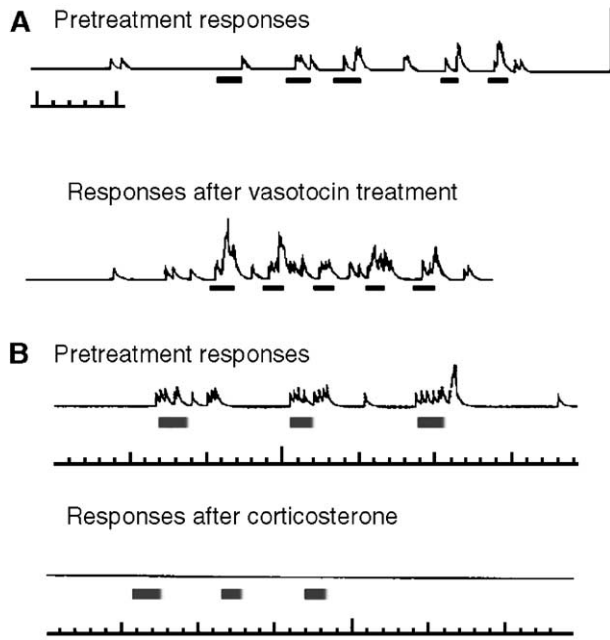 A Pretreatment responses
Responses after vasotocin treatment
B Pretreatment responses
Responses after corticosterone